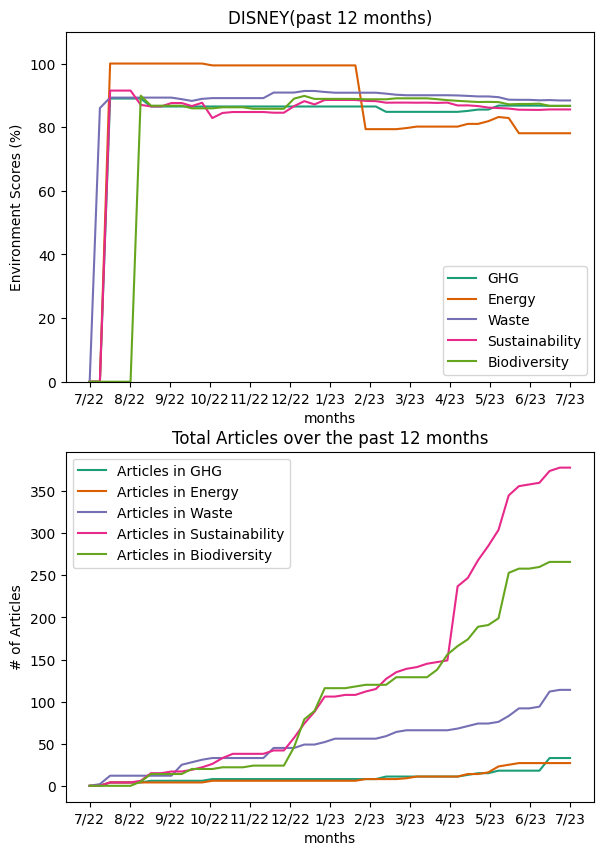 DISNEY(past 12 months)
Environment Scores (%)
100
80
60
40
20
0
GHG
Energy
Waste
Sustainability
Biodiversity
7/22 8/22 9/22 10/22 11/22 12/22 1/23 2/23 3/23 4/23 5/23 6/23 7/23
months
Total Articles over the past 12 months
# of Articles
350
300
250
200
150
100
50
0
Articles in GHG
Articles in Energy
Articles in Waste
Articles in Sustainability
Articles in Biodiversity
7/22 8/22 9/22 10/22 11/22 12/22 1/23 2/23 3/23 4/23 5/23 6/23 7/23
months